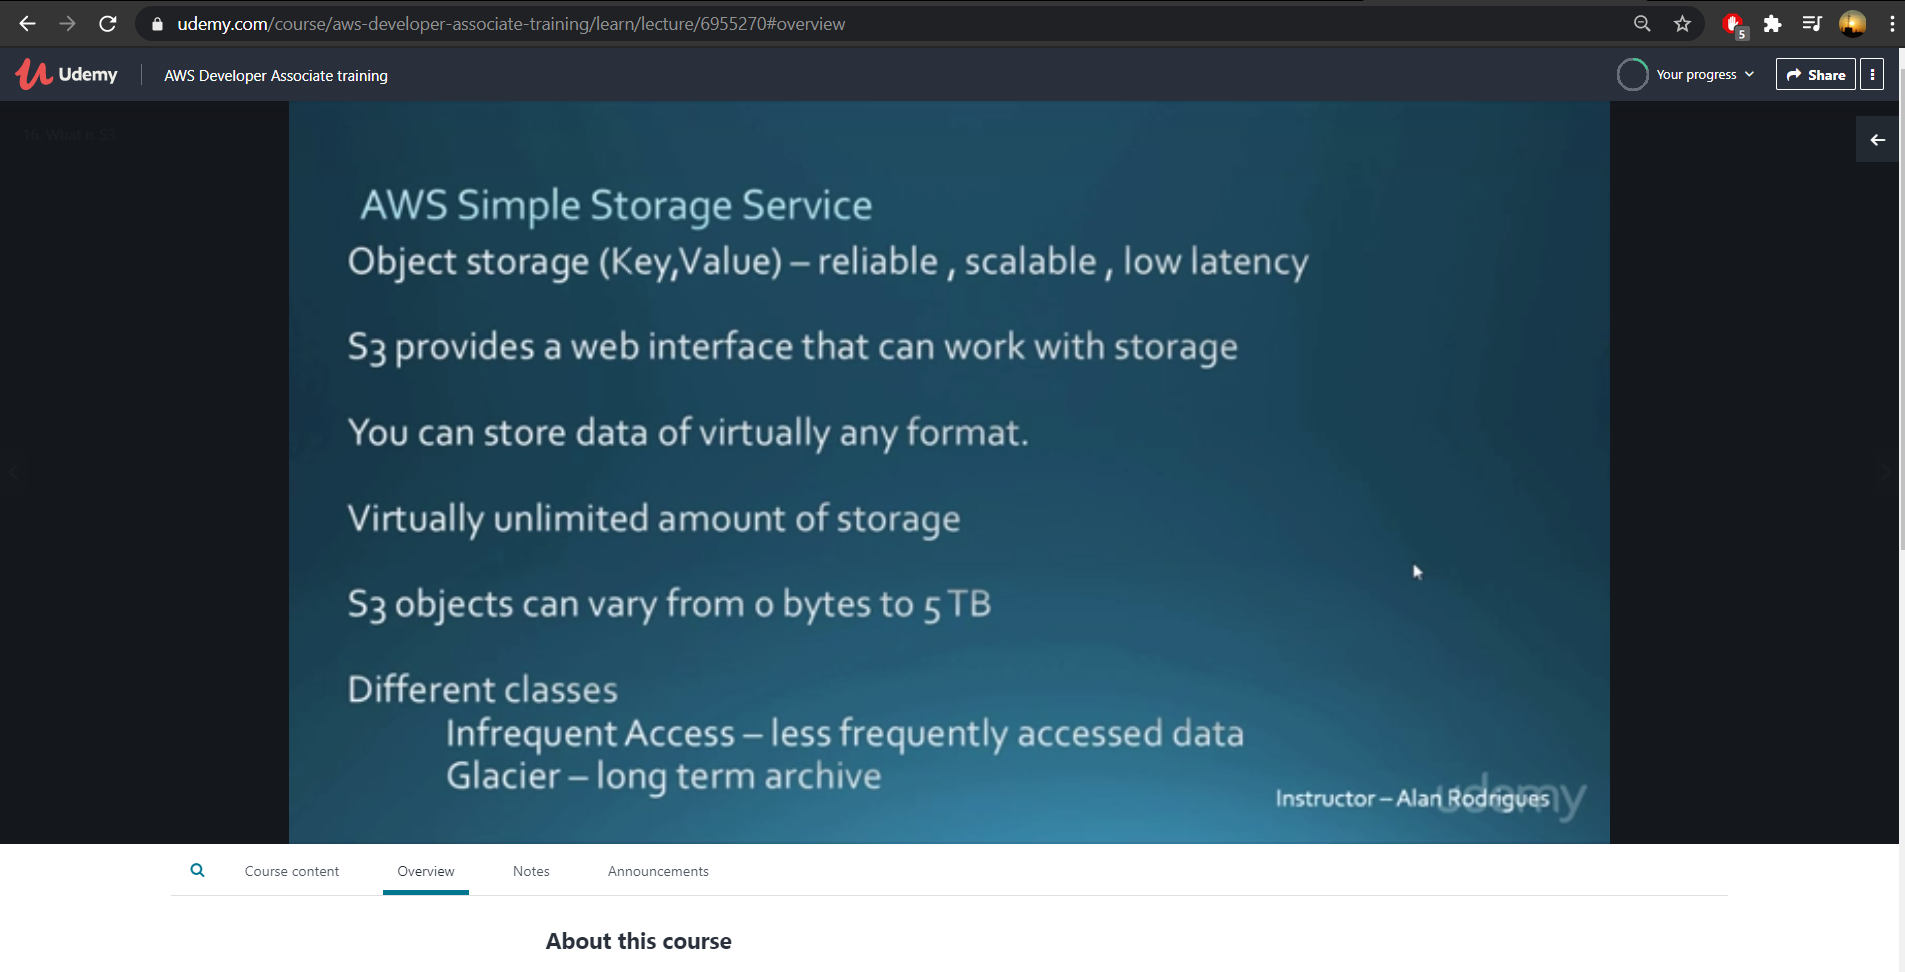 udemy.com/course/aws-developer-associate-training/learn/lecture/6955270#overview
5
Udemy
AWS Developer Associate training
Your progress
Share
16. What is S3
AWS Simple Storage Service
Object storage (Key,Value) – reliable , scalable , low latency
S3 provides a web interface that can work with storage
You can store data of virtually any format.
Virtually unlimited amount of storage
S3 objects can vary from 0 bytes to 5 TB
Different classes
Infrequent Access – less frequently accessed data
Glacier – long term archive
Instructor – Alan Rodrigues
udemy
Course content
Overview
Notes
Announcements
About this course